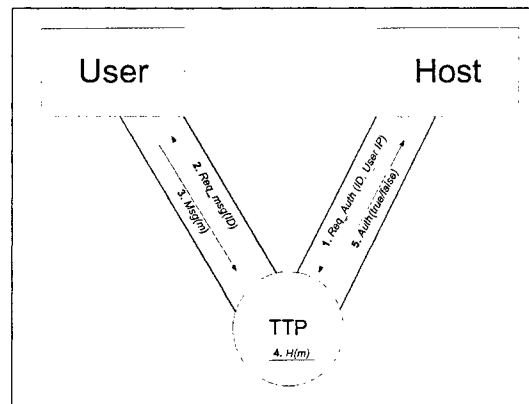 User
Host
2. Req_msg(ID)
3. Msg(m)
1. Req_Auth (ID, User IP)
5. Auth(true/false)
TTP
4. H(m)